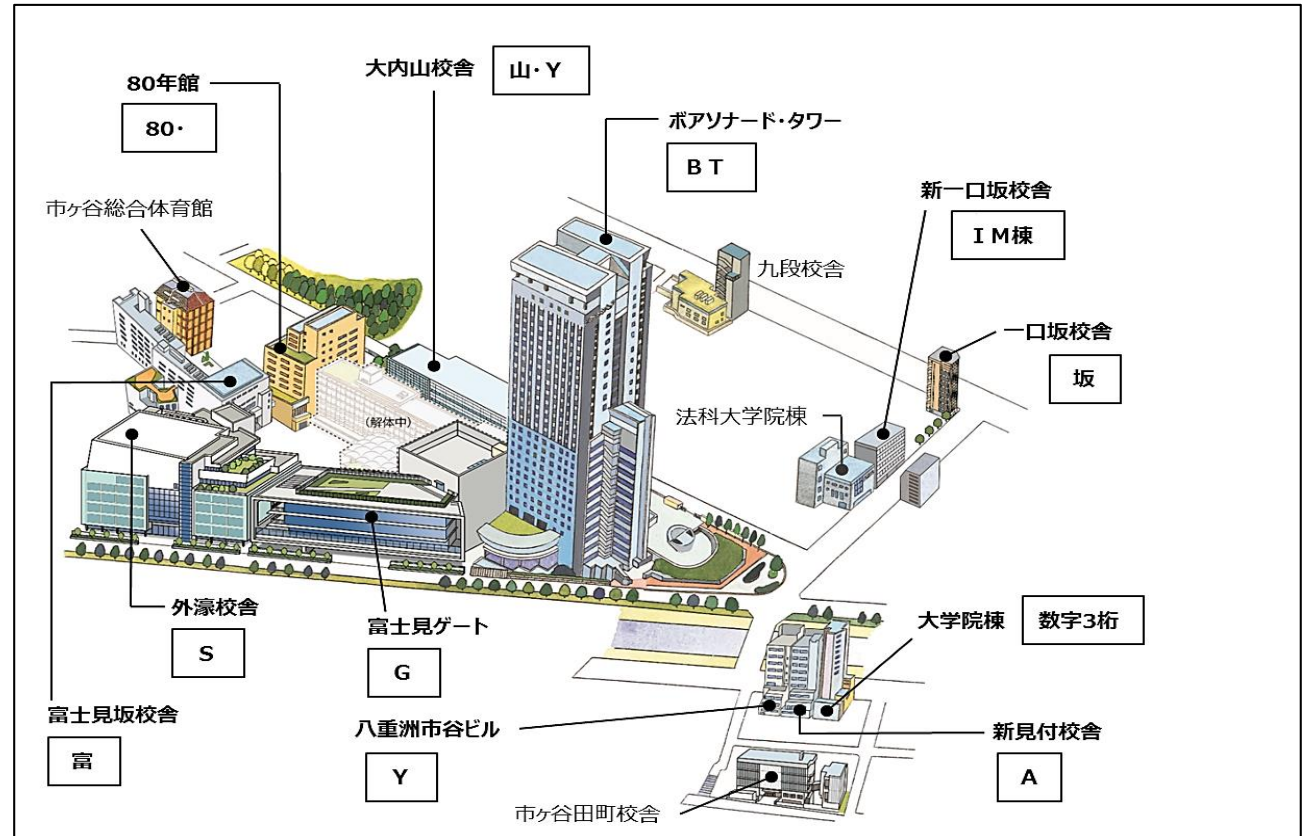 大内山校舎
山・Y
80年館
80・
ボアソナード・タワー
BT
新一口坂校舎
IM棟
市ヶ谷総合体育館
九段校舎
一口坂校舎
坂
法科大学院棟
(解体中)
外濠校舎
S
富士見ゲート
G
大学院棟
数字3桁
富士見坂校舎
富
八重洲市谷ビル
Y
新見付校舎
A
市ヶ谷田町校舎